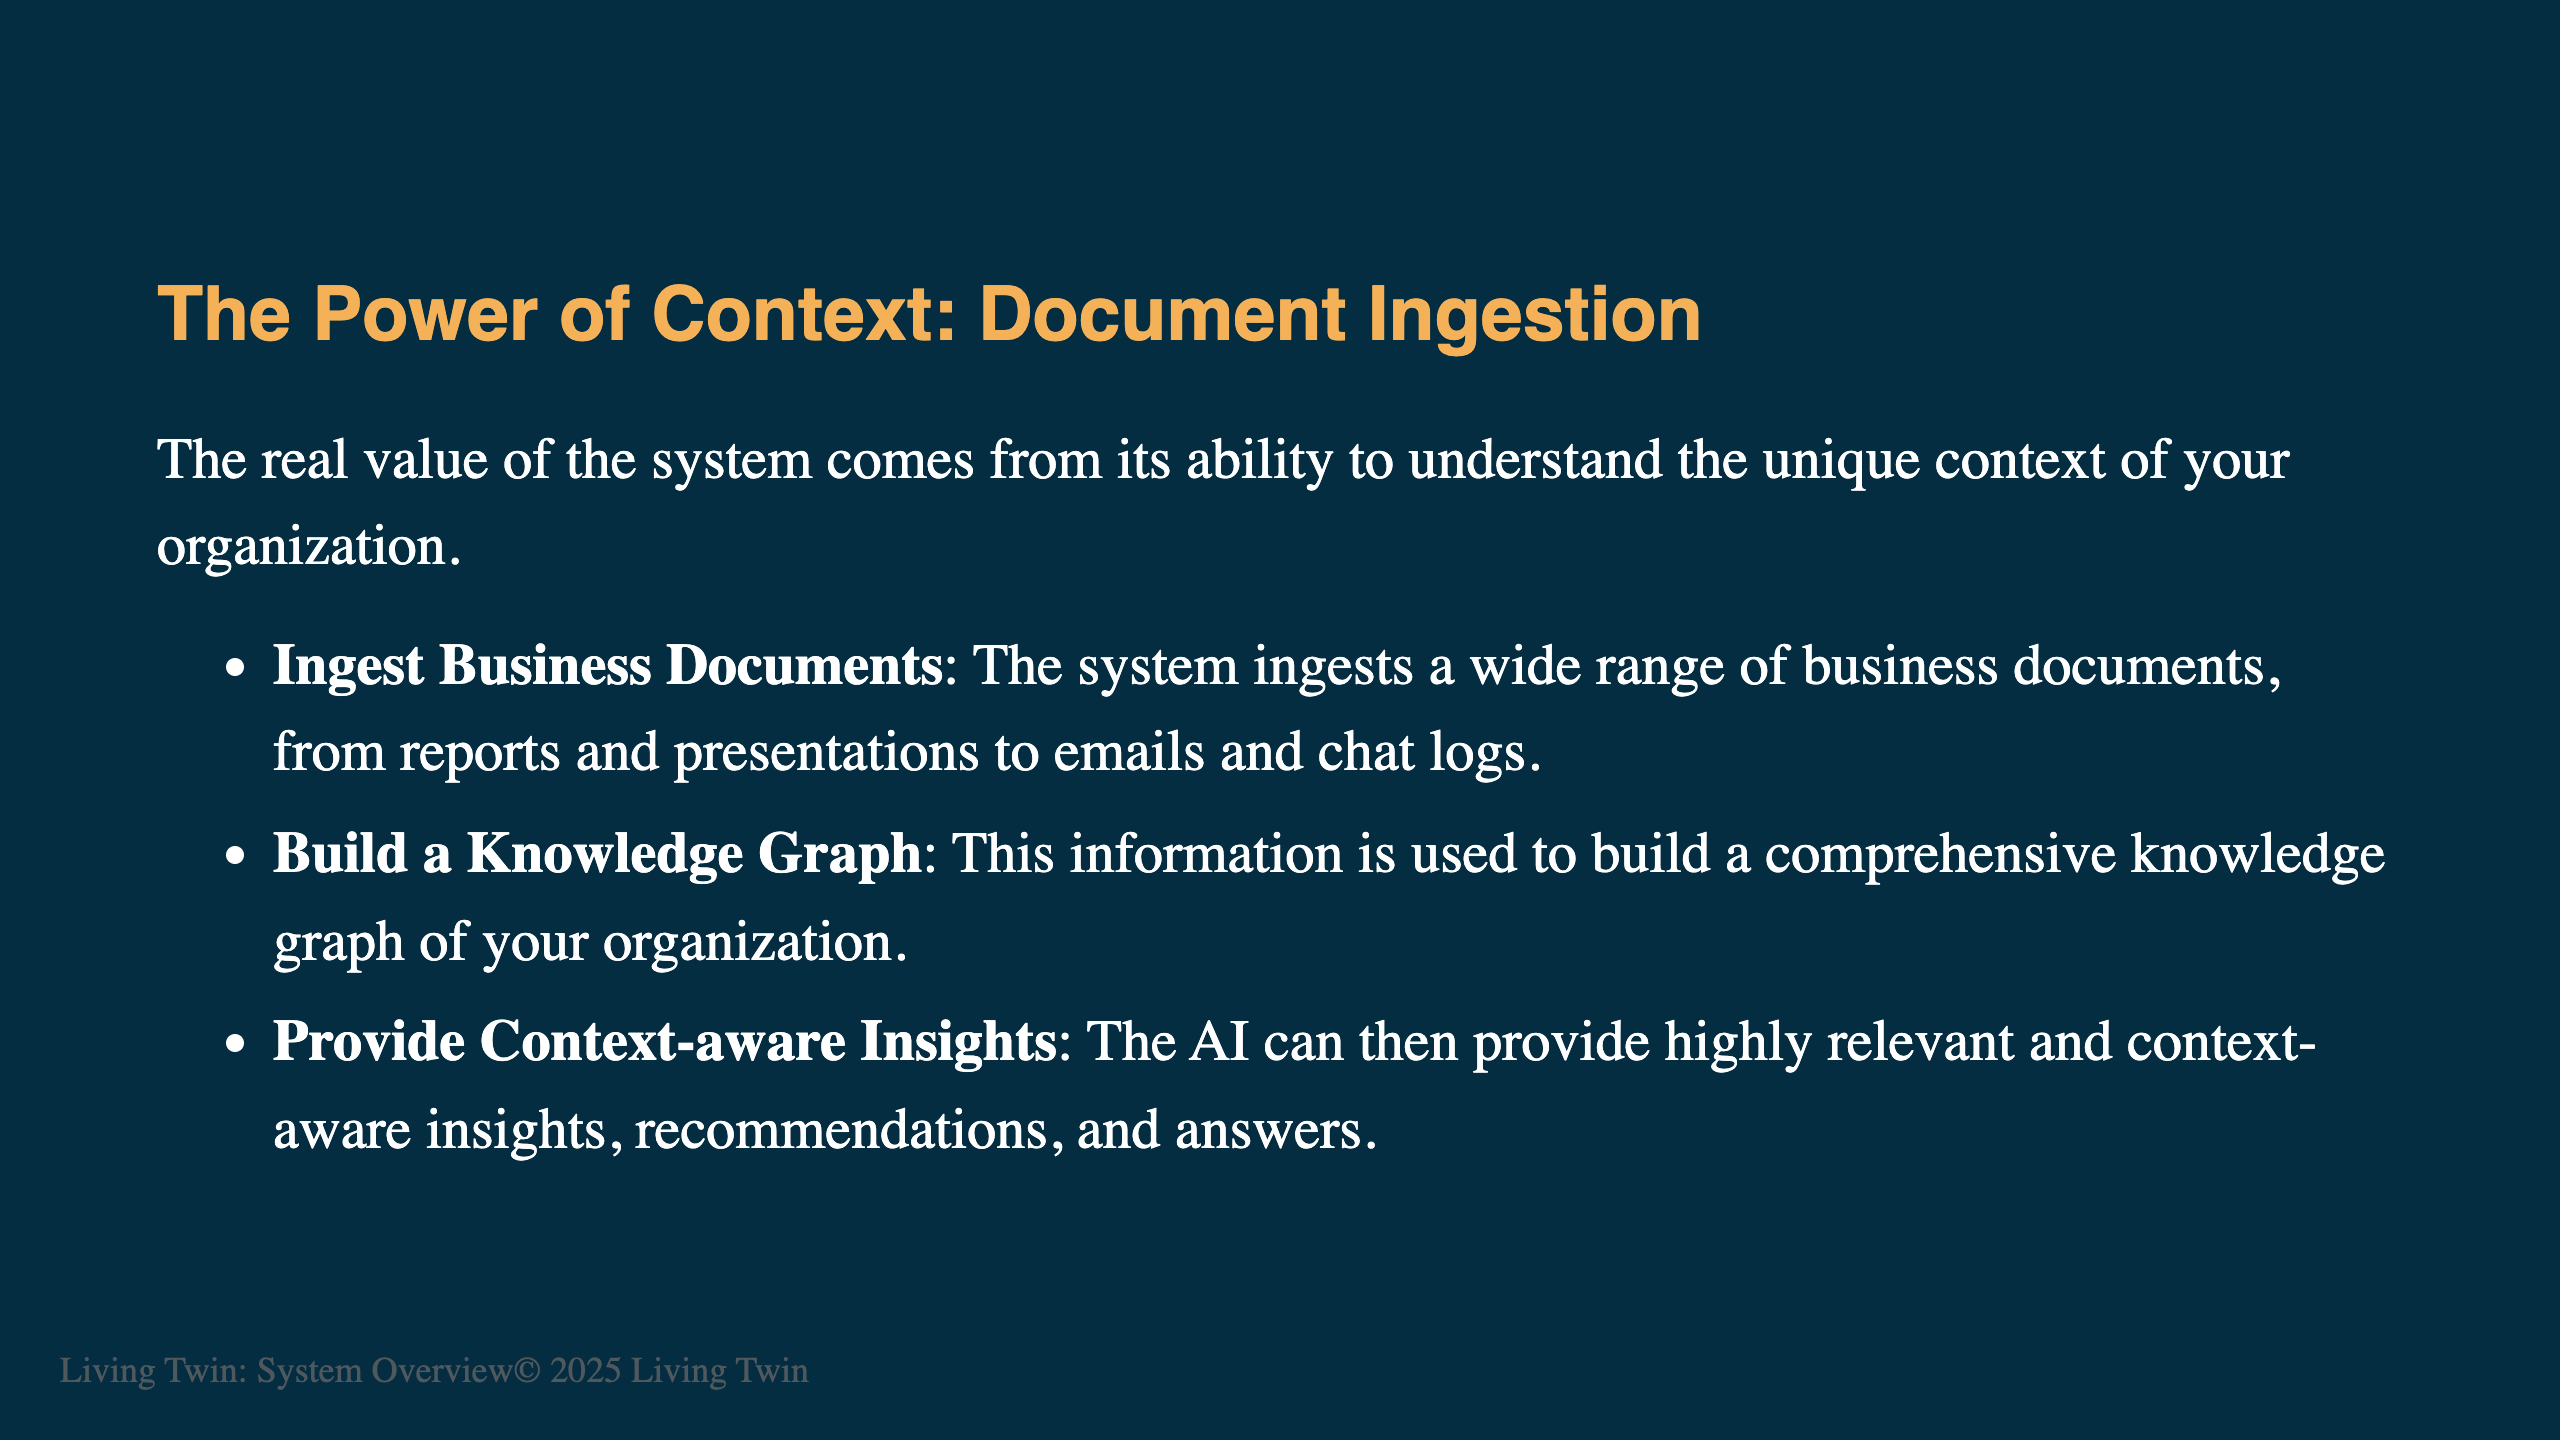 The Power of Context: Document Ingestion
The real value of the system comes from its ability to understand the unique context of your
organization.
• Ingest Business Documents: The system ingests a wide range of business documents,
from reports and presentations to emails and chat logs.
• Build a Knowledge Graph: This information is used to build a comprehensive knowledge
graph of your organization.
• Provide Context-aware Insights: The AI can then provide highly relevant and context-
aware insights, recommendations, and answers.
Living Twin: System Overview© 2025 Living Twin